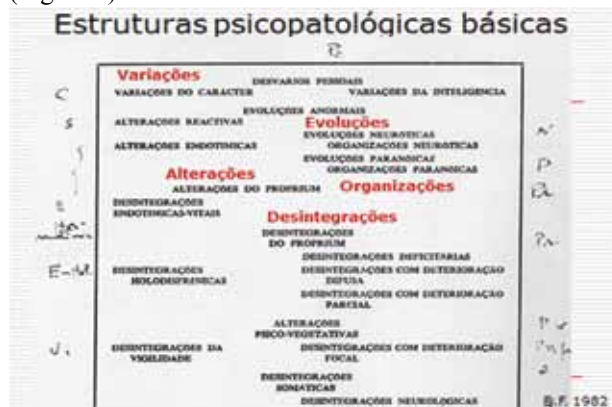 Estruturas psicopatológicas básicas
Variações
DESVARIOS PESSOAIS
VARIAÇÕES DO CARACTER VARIAÇÕES DA INTELIGENCIA
EVOLUÇOES ANORMAIS
ALTERAÇÕES REACTIVAS Evoluções
EVOLUÇÕES NEUROTICAS
ALTERAÇÕES ENDOTIMICAS ORGANIZAÇÕES NEUROTICAS
EVOLUÇÕES PARANOICAS
Alterações ORGANIZAÇÕES PARANOICAS
ALTERAÇÕES DO PROPRIUM Organizações
DESINTEGRAÇÕES
ENDOTIMICAS-VITAIS
Desintegrações
DESINTEGRAÇÕES
DO PROPRIUM
DESINTEGRAÇÕES DEFICITARIAS
DESINTEGRAÇÕES DESINTEGRAÇÕES COM DETERIORAÇÃO
HOLODISFRENICAS DIFUSA
DESINTEGRAÇÕES COM DETERIORAÇÃO
PARCIAL
ALTERAÇÕES
PSICO-VEGETATIVAS
DESINTEGRAÇÕES DA DESINTEGRAÇÕES COM DETERIORAÇÃO
VIGILIDADE FOCAL
DESINTEGRAÇÕES
SOMATICAS
DESINTEGRAÇÕES NEUROLOGICAS
B.F. 1982